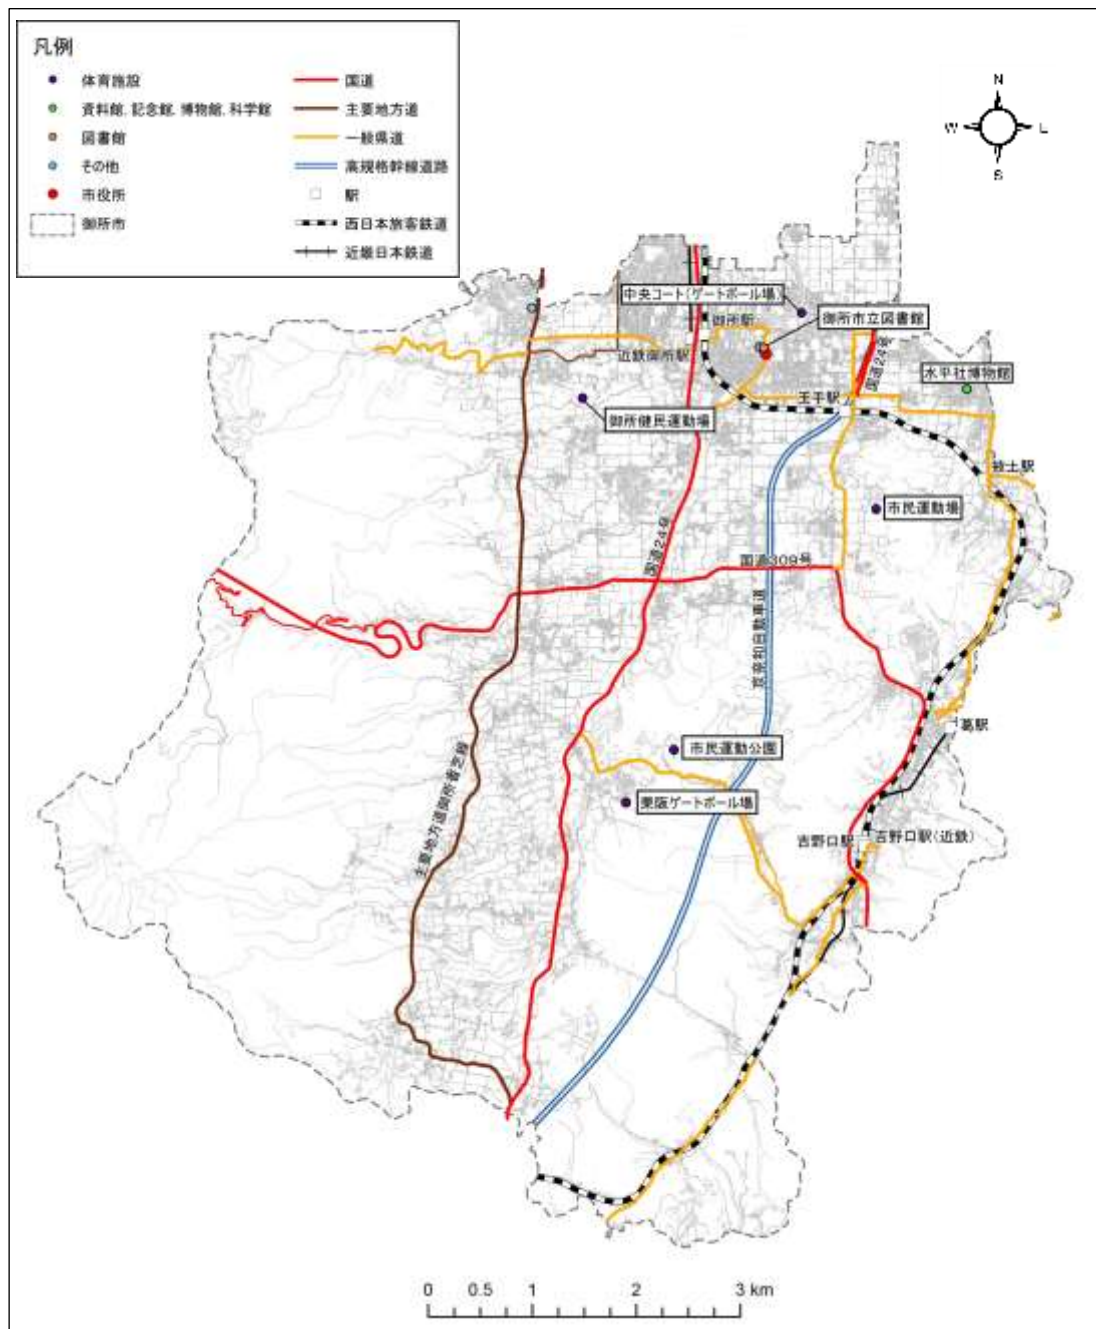 凡例
体育施設
資料館, 記念館, 博物館, 科学館
図書館
その他
市役所
御所市
国道
主要地方道
一般県道
高規格幹線道路
駅
西日本旅客鉄道
近畿日本鉄道
N
W
L
S
中央コート(ゲートボール場)
御所駅
御所市立図書館
近鉄御所駅
国道24号
水平社博物館
玉手駅
御所健民運動場
掖上駅
市民運動場
国道24号
国道309号
京奈和自動車道
葛駅
市民運動公園
東阪ゲートボール場
主要地方道御所香芝線
吉野口駅
吉野口駅(近鉄)
0 0.5 1 2 3 km